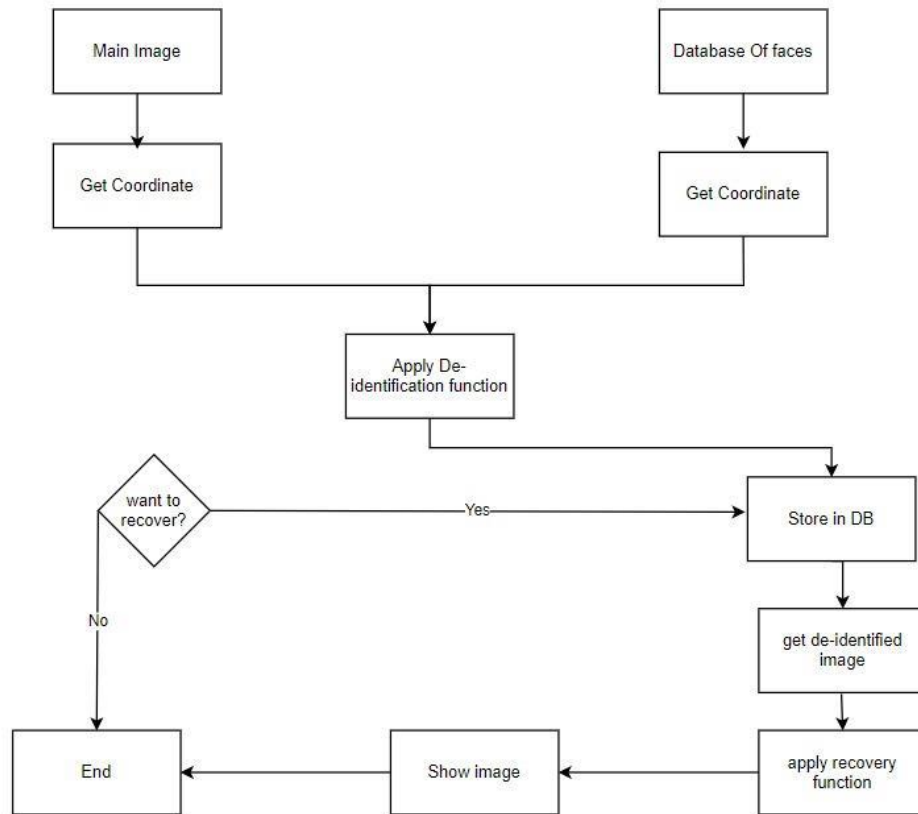 Main Image
Database Of faces
Get Coordinate
Get Coordinate
Apply De-
identification function
want to
recover?
Yes
Store in DB
No
get de-identified
image
End
Show image
apply recovery
function